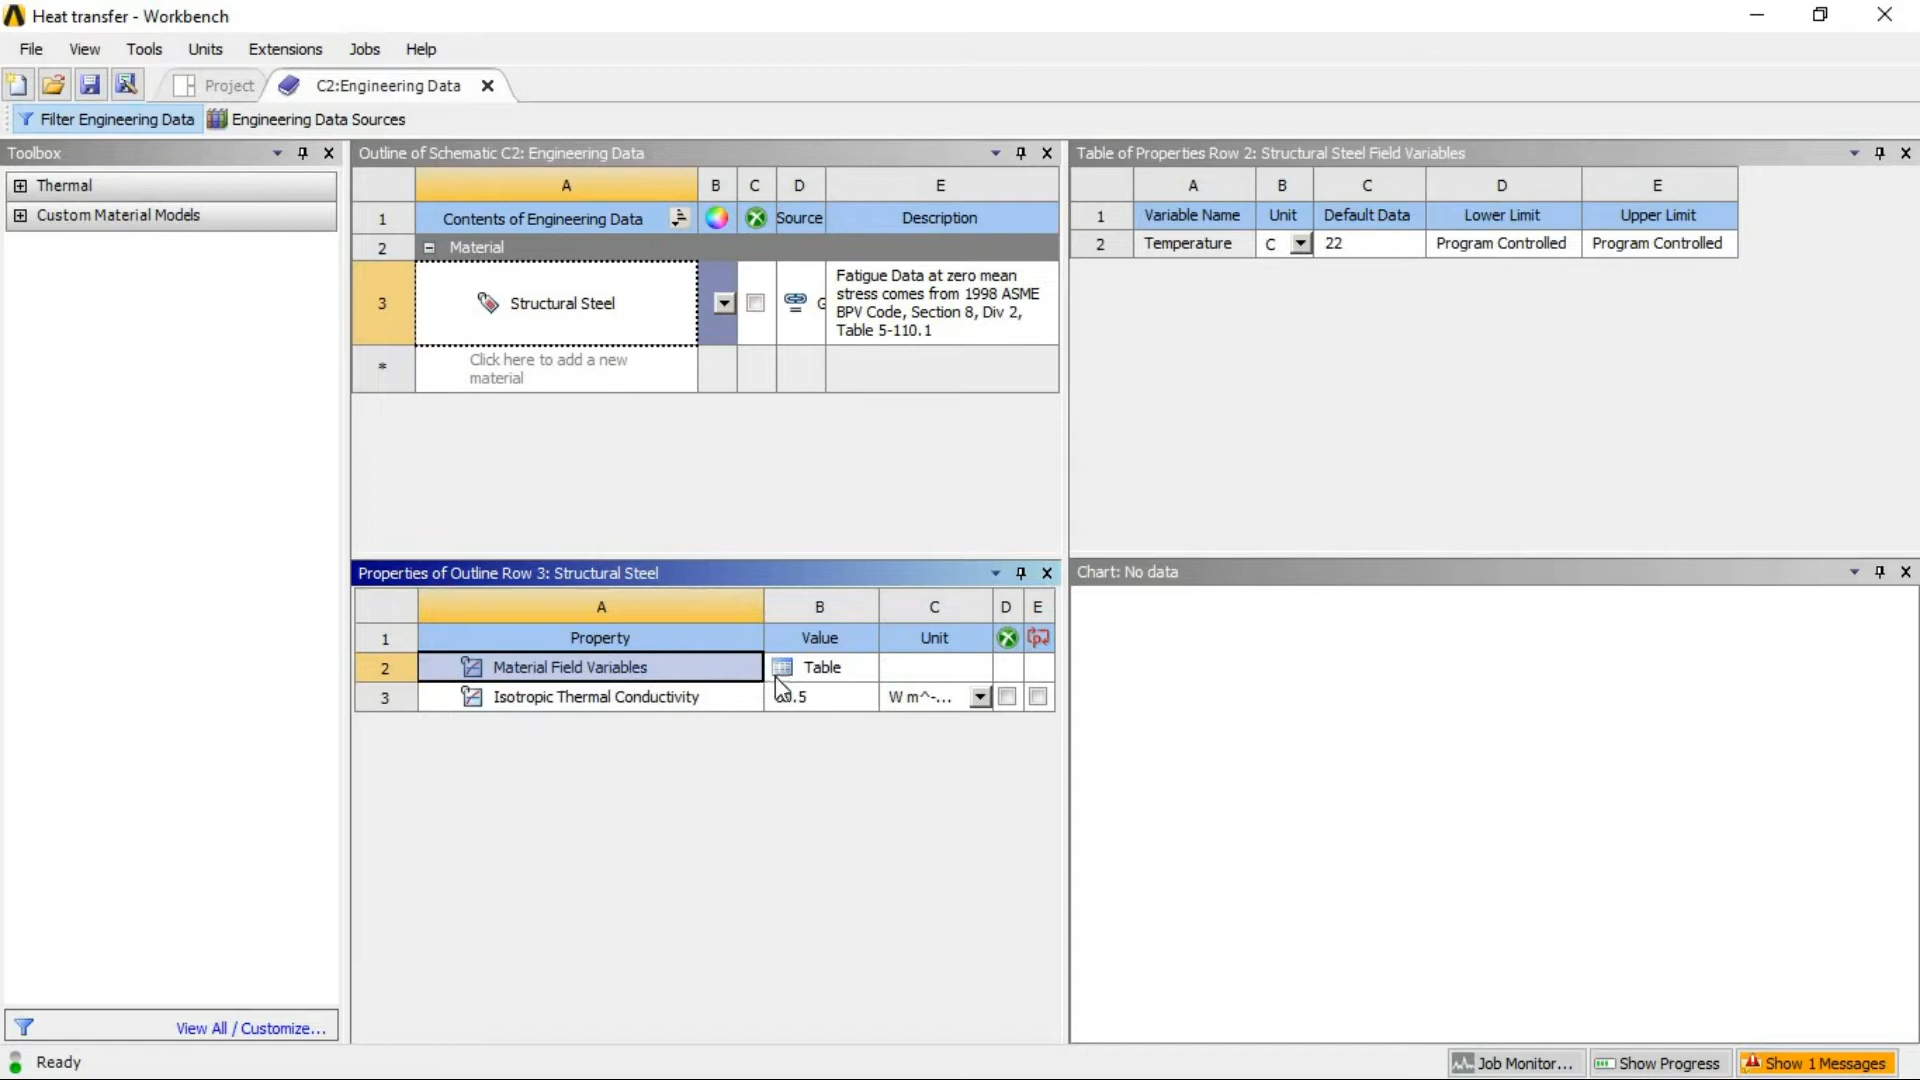 Heat transfer - Workbench
File View Tools Units Extensions Jobs Help
Project C2:Engineering Data
Filter Engineering Data Engineering Data Sources
Toolbox
Thermal
Custom Material Models
View All / Customize...
Outline of Schematic C2: Engineering Data
A B C D E
1 Contents of Engineering Data Source Description
2 Material
3 Structural Steel Fatigue Data at zero mean
stress comes from 1998 ASME
BPV Code, Section 8, Div 2,
Table 5-110.1
* Click here to add a new
material
Table of Properties Row 2: Structural Steel Field Variables
A B C D E
1 Variable Name Unit Default Data Lower Limit Upper Limit
2 Temperature C 22 Program Controlled Program Controlled
Properties of Outline Row 3: Structural Steel
A B C D E
1 Property Value Unit
2 Material Field Variables Table
3 Isotropic Thermal Conductivity W m^-...
Chart: No data
Ready
Job Monitor... Show Progress Show 1 Messages